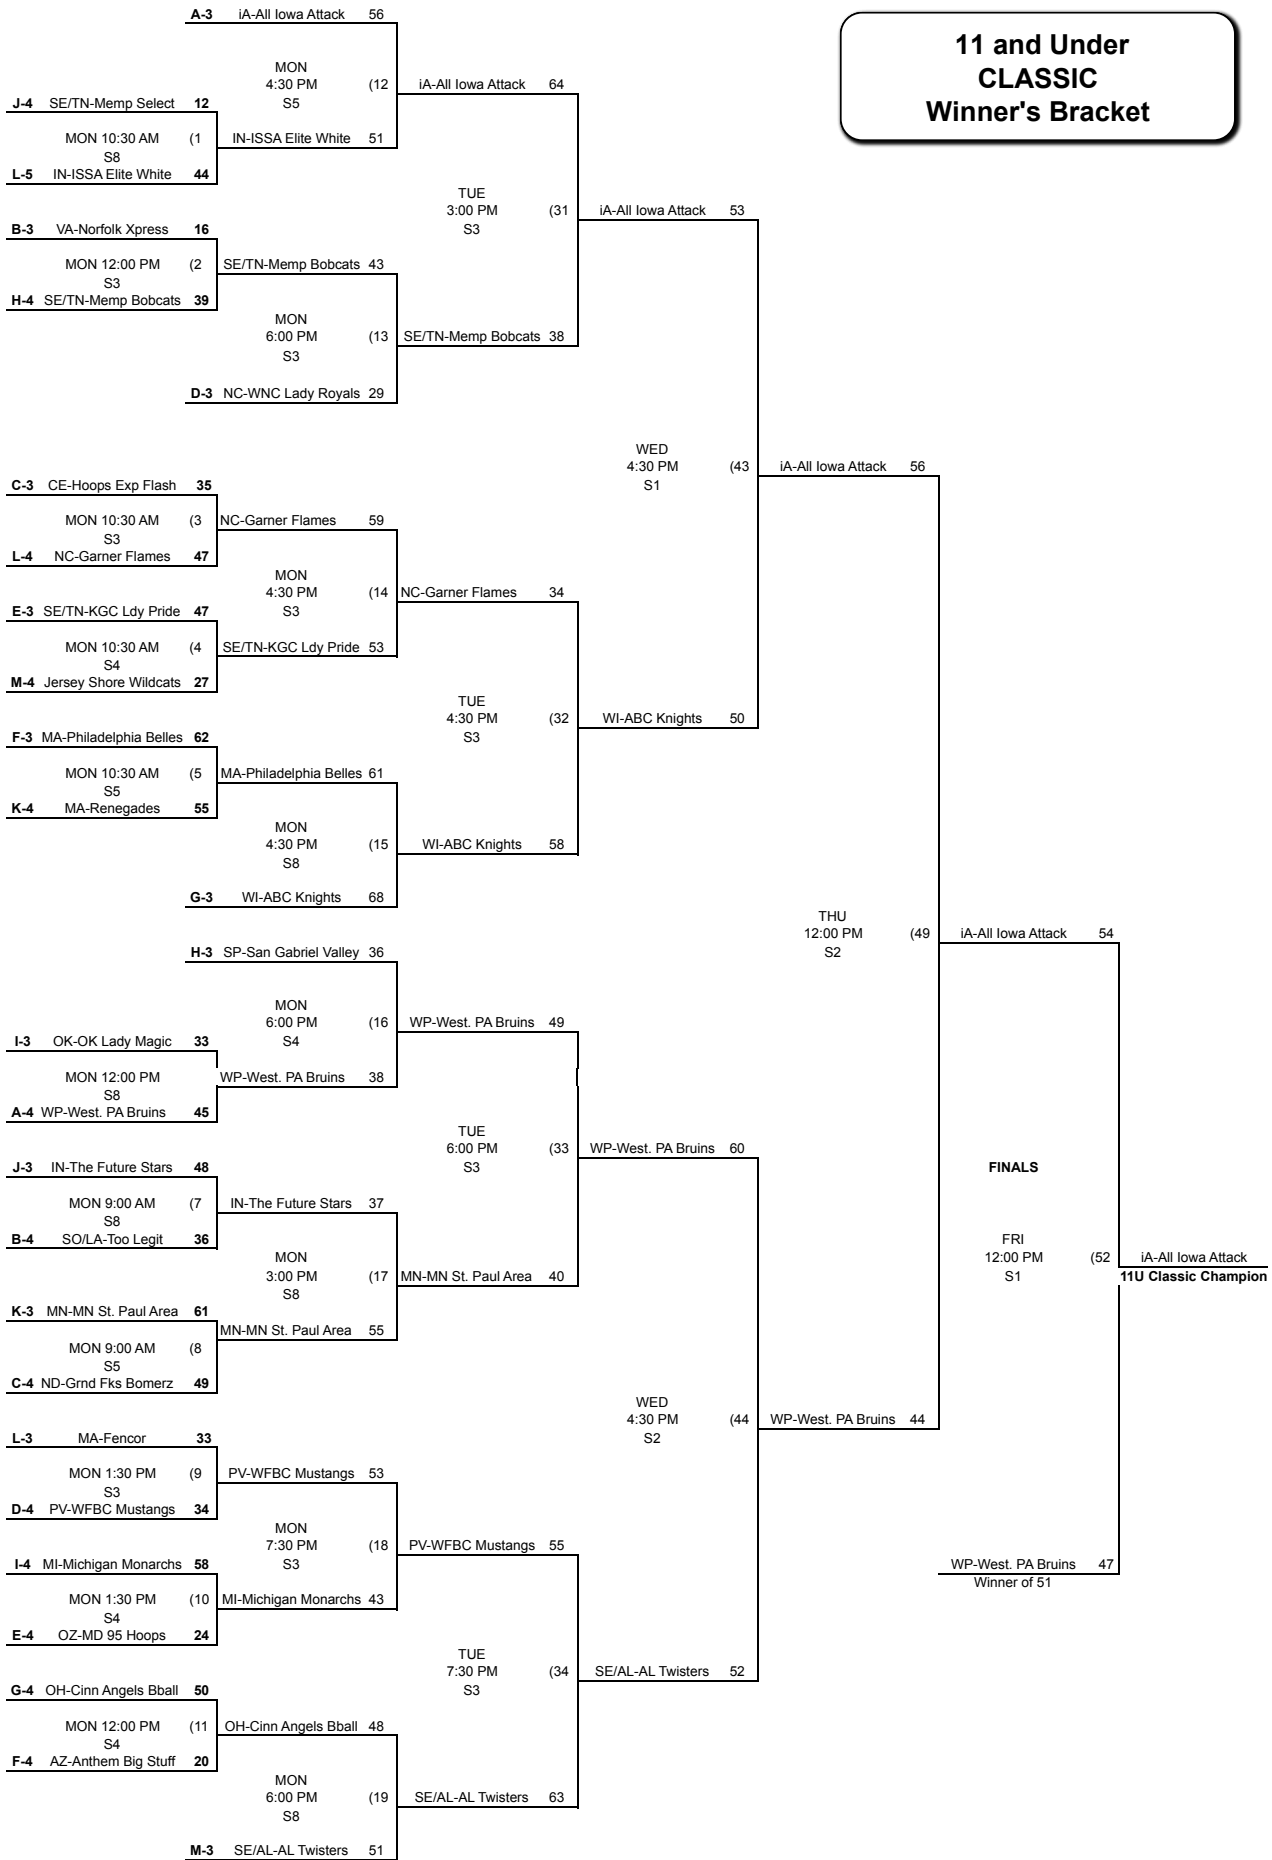 11 and Under
CLASSIC
Winner's Bracket
A-3 iA-All Iowa Attack 56
MON
4:30 PM (12
S5
iA-All Iowa Attack 64
J-4 SE/TN-Memp Select 12
MON 10:30 AM (1
S8
IN-ISSA Elite White 51
L-5 IN-ISSA Elite White 44
TUE
3:00 PM (31
S3
iA-All Iowa Attack 53
B-3 VA-Norfolk Xpress 16
MON 12:00 PM (2
S3
SE/TN-Memp Bobcats 43
H-4 SE/TN-Memp Bobcats 39
MON
6:00 PM (13
S3
SE/TN-Memp Bobcats 38
D-3 NC-WNC Lady Royals 29
WED
4:30 PM (43
S1
iA-All Iowa Attack 56
C-3 CE-Hoops Exp Flash 35
MON 10:30 AM (3
S3
NC-Garner Flames 59
L-4 NC-Garner Flames 47
MON
4:30 PM (14
S3
NC-Garner Flames 34
E-3 SE/TN-KGC Ldy Pride 47
MON 10:30 AM (4
S4
SE/TN-KGC Ldy Pride 53
M-4 Jersey Shore Wildcats 27
TUE
4:30 PM (32
S3
WI-ABC Knights 50
F-3 MA-Philadelphia Belles 62
MON 10:30 AM (5
S5
MA-Philadelphia Belles 61
K-4 MA-Renegades 55
MON
4:30 PM (15
S8
WI-ABC Knights 58
G-3 WI-ABC Knights 68
THU
12:00 PM (49
S2
iA-All Iowa Attack 54
H-3 SP-San Gabriel Valley 36
MON
6:00 PM (16
S4
WP-West. PA Bruins 49
I-3 OK-OK Lady Magic 33
MON 12:00 PM
S8
WP-West. PA Bruins 38
A-4 WP-West. PA Bruins 45
TUE
6:00 PM (33
S3
WP-West. PA Bruins 60
J-3 IN-The Future Stars 48
MON 9:00 AM (7
S8
IN-The Future Stars 37
B-4 SO/LA-Too Legit 36
MON
3:00 PM (17
S8
MN-MN St. Paul Area 40
K-3 MN-MN St. Paul Area 61
MN-MN St. Paul Area 55
MON 9:00 AM (8
S5
C-4 ND-Grnd Fks Bomerz 49
FINALS
FRI
12:00 PM (52
S1
iA-All Iowa Attack
11U Classic Champion
WED
4:30 PM (44
S2
WP-West. PA Bruins 44
L-3 MA-Fencor 33
MON 1:30 PM (9
S3
PV-WFBC Mustangs 53
D-4 PV-WFBC Mustangs 34
MON
7:30 PM (18
S3
PV-WFBC Mustangs 55
WP-West. PA Bruins 47
Winner of 51
I-4 MI-Michigan Monarchs 58
MON 1:30 PM (10
S4
MI-Michigan Monarchs 43
E-4 OZ-MD 95 Hoops 24
TUE
7:30 PM (34
S3
SE/AL-AL Twisters 52
G-4 OH-Cinn Angels Bball 50
MON 12:00 PM (11
S4
OH-Cinn Angels Bball 48
F-4 AZ-Anthem Big Stuff 20
MON
6:00 PM (19
S8
SE/AL-AL Twisters 63
M-3 SE/AL-AL Twisters 51